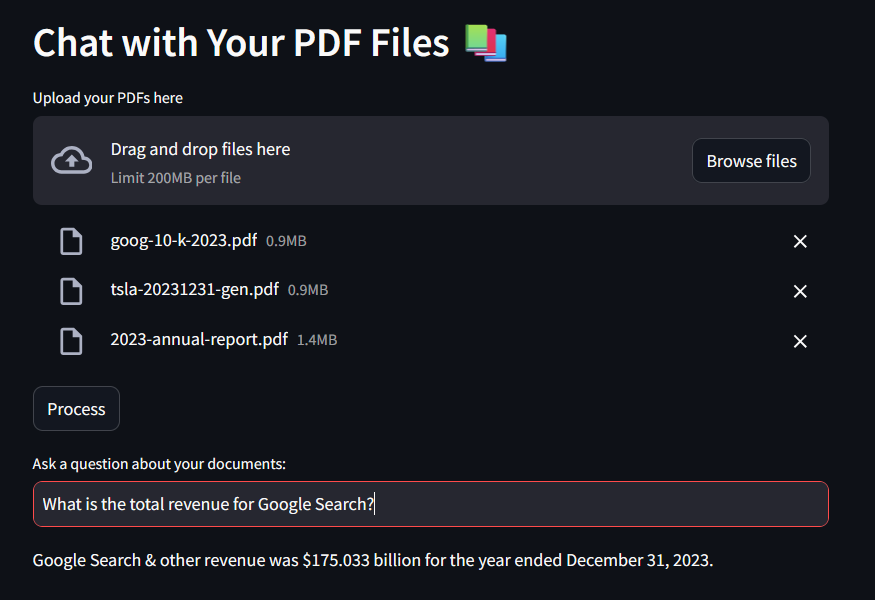 Chat with Your PDF Files
Upload your PDFs here
Drag and drop files here
Limit 200MB per file
Browse files
goog-10-k-2023.pdf 0.9MB
tsla-20231231-gen.pdf 0.9MB
2023-annual-report.pdf 1.4MB
Process
Ask a question about your documents:
What is the total revenue for Google Search?
Google Search & other revenue was $175.033 billion for the year ended December 31, 2023.